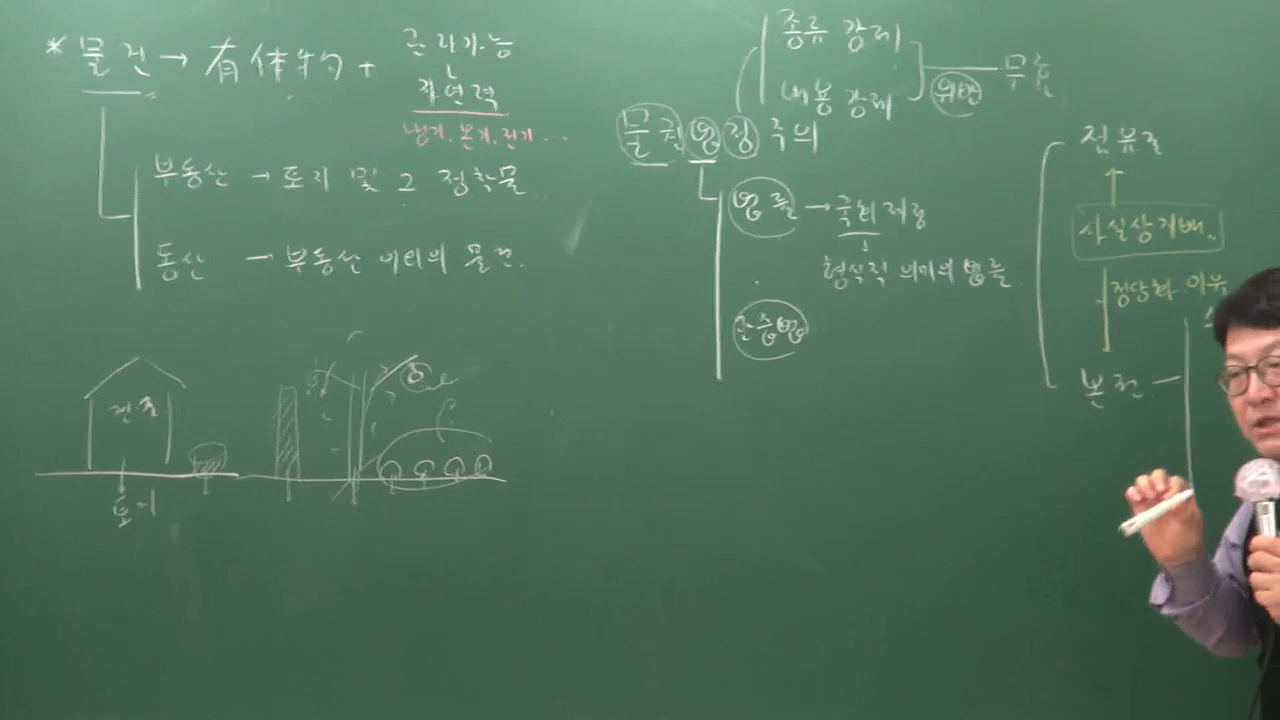 * 물건 → 有体物 +
관리가능
자연력
냉기. 온기. 전기 ...
부동산 → 토지 및 그 정착물
동산 — 부동산 이외의 물건.
건물
토지
종류 강제
내용 강제
위반
무효
물권법정주의
법률 → 국회 제정
↓
형식적 의미의 법률
관습법
점유권
사실상 지배..
정당화 이유
본권 —